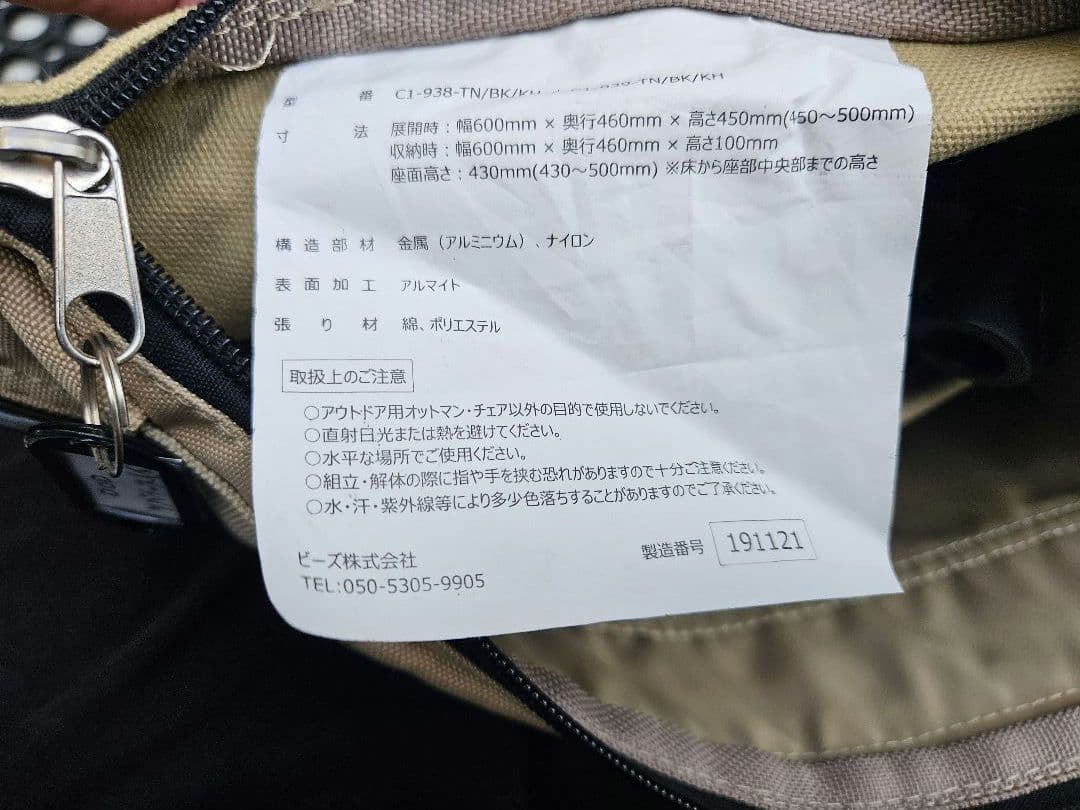 型番 C1-938-TN/BK/KH
寸法 展開時：幅600mm × 奥行460mm × 高さ450mm(450～500mm)
収納時：幅600mm × 奥行460mm × 高さ100mm
座面高さ：430mm(430～500mm) ※床から座部中央部までの高さ
構造部材 金属（アルミニウム）、ナイロン
表面加工 アルマイト
張り材 綿、ポリエステル
取扱上のご注意
○アウトドア用オットマン・チェア以外の目的で使用しないでください。
○直射日光または熱を避けてください。
○水平な場所でご使用ください。
○組立・解体の際に指や手を挟む恐れがありますので十分ご注意ください。
○水・汗・紫外線等により多少色落ちすることがありますのでご了承ください。
ビーズ株式会社
製造番号 191121
TEL:050-5305-9905